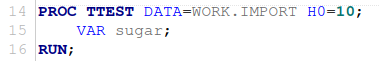 14 PROC TTEST DATA=WORK.IMPORT H0=10;
15     VAR sugar;
16 RUN;